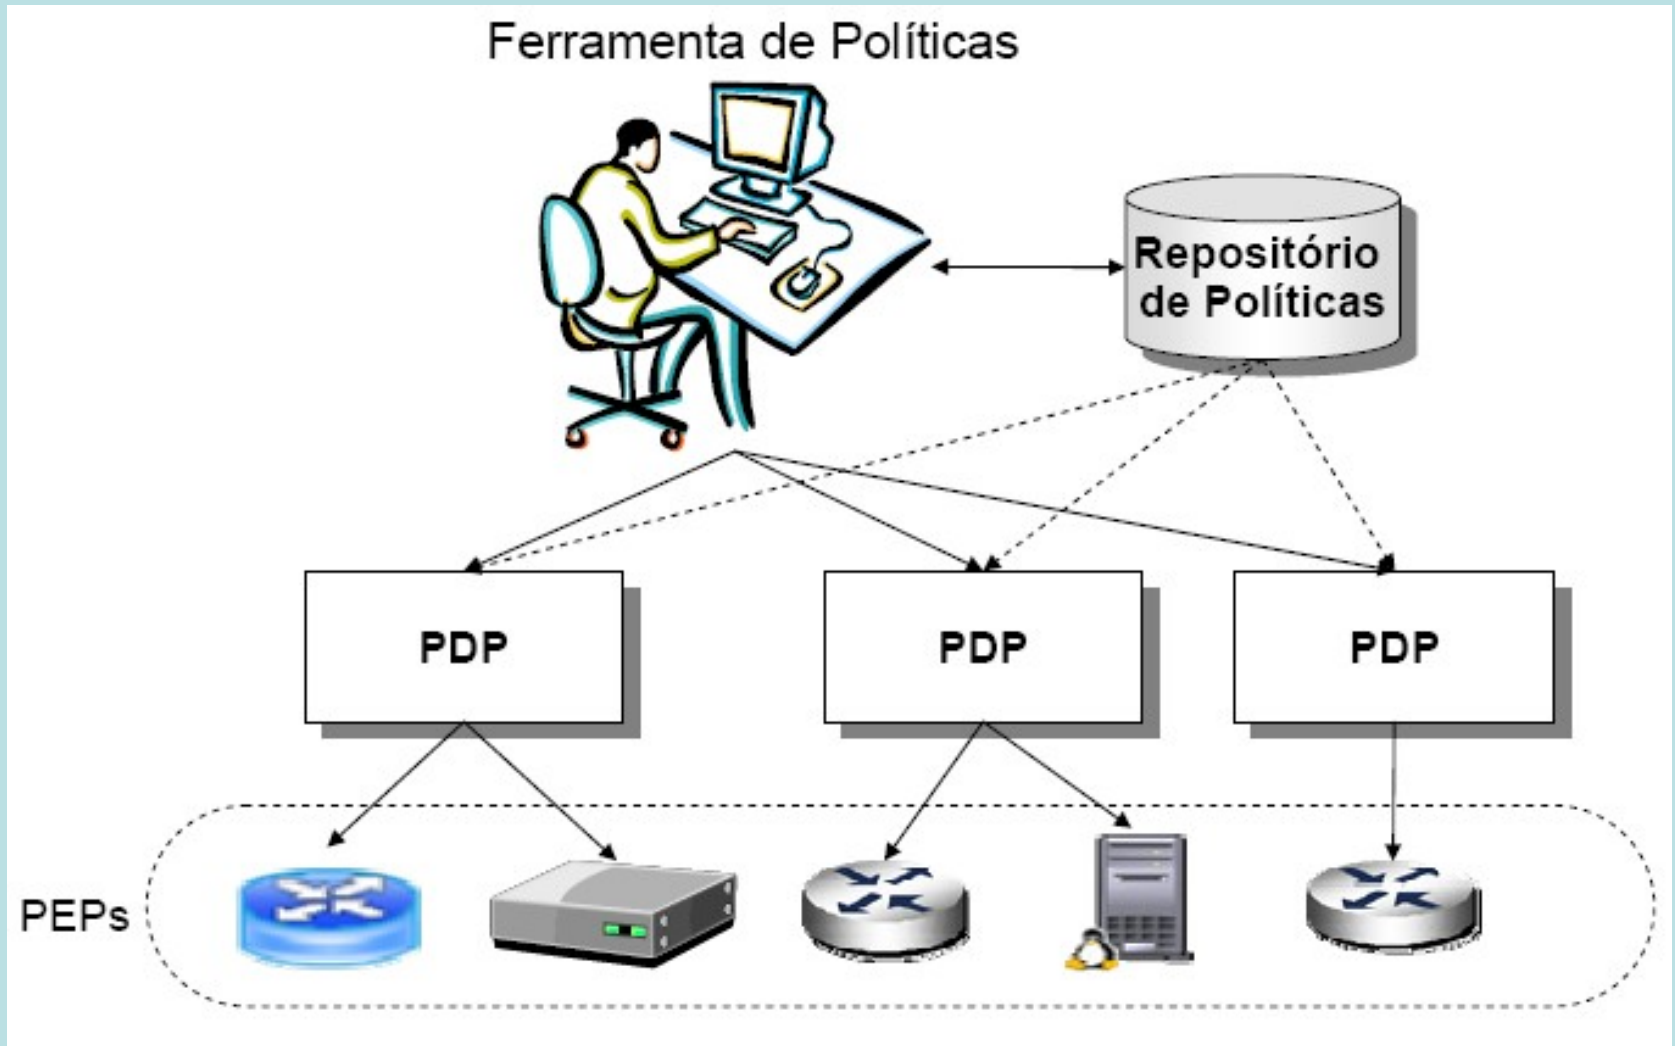 Ferramenta de Políticas
Repositório
de Políticas
PDP
PDP
PDP
PEPs